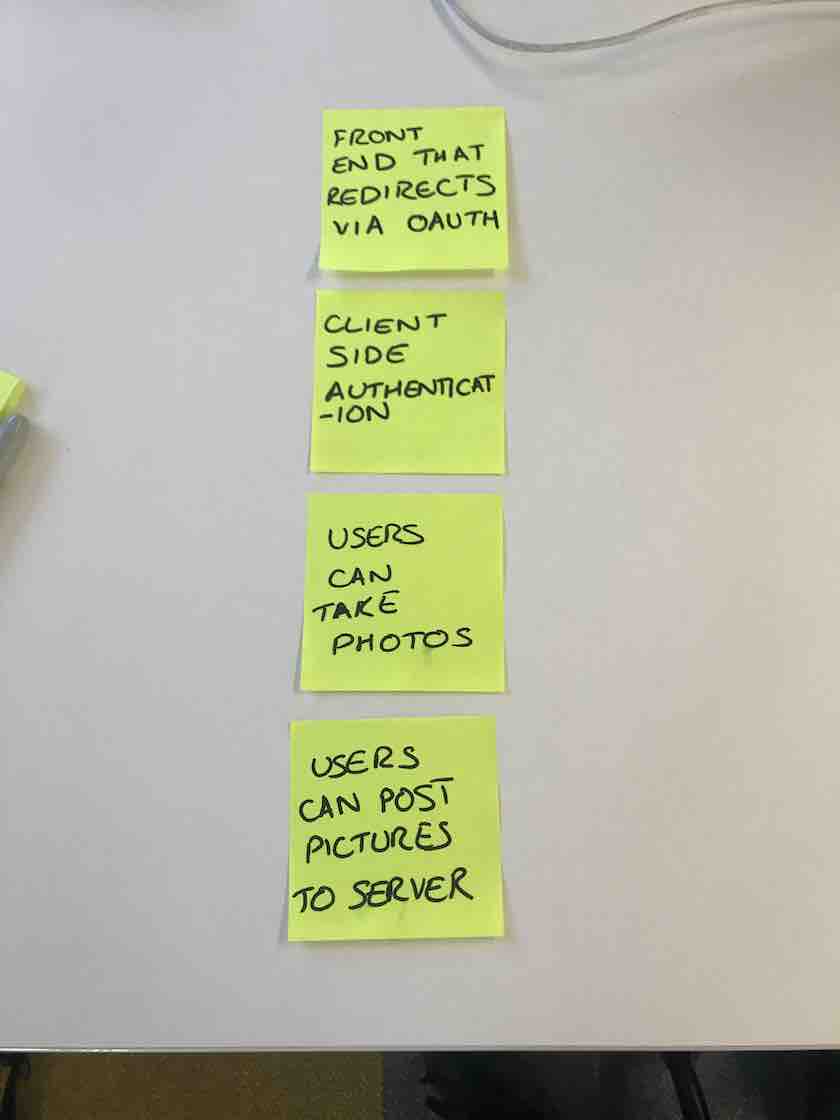 FRONT
END THAT
REDIRECTS
VIA OAUTH
CLIENT
SIDE
AUTHENTICAT
-ION
USERS
CAN
TAKE
PHOTOS
USERS
CAN POST
PICTURES
TO SERVER